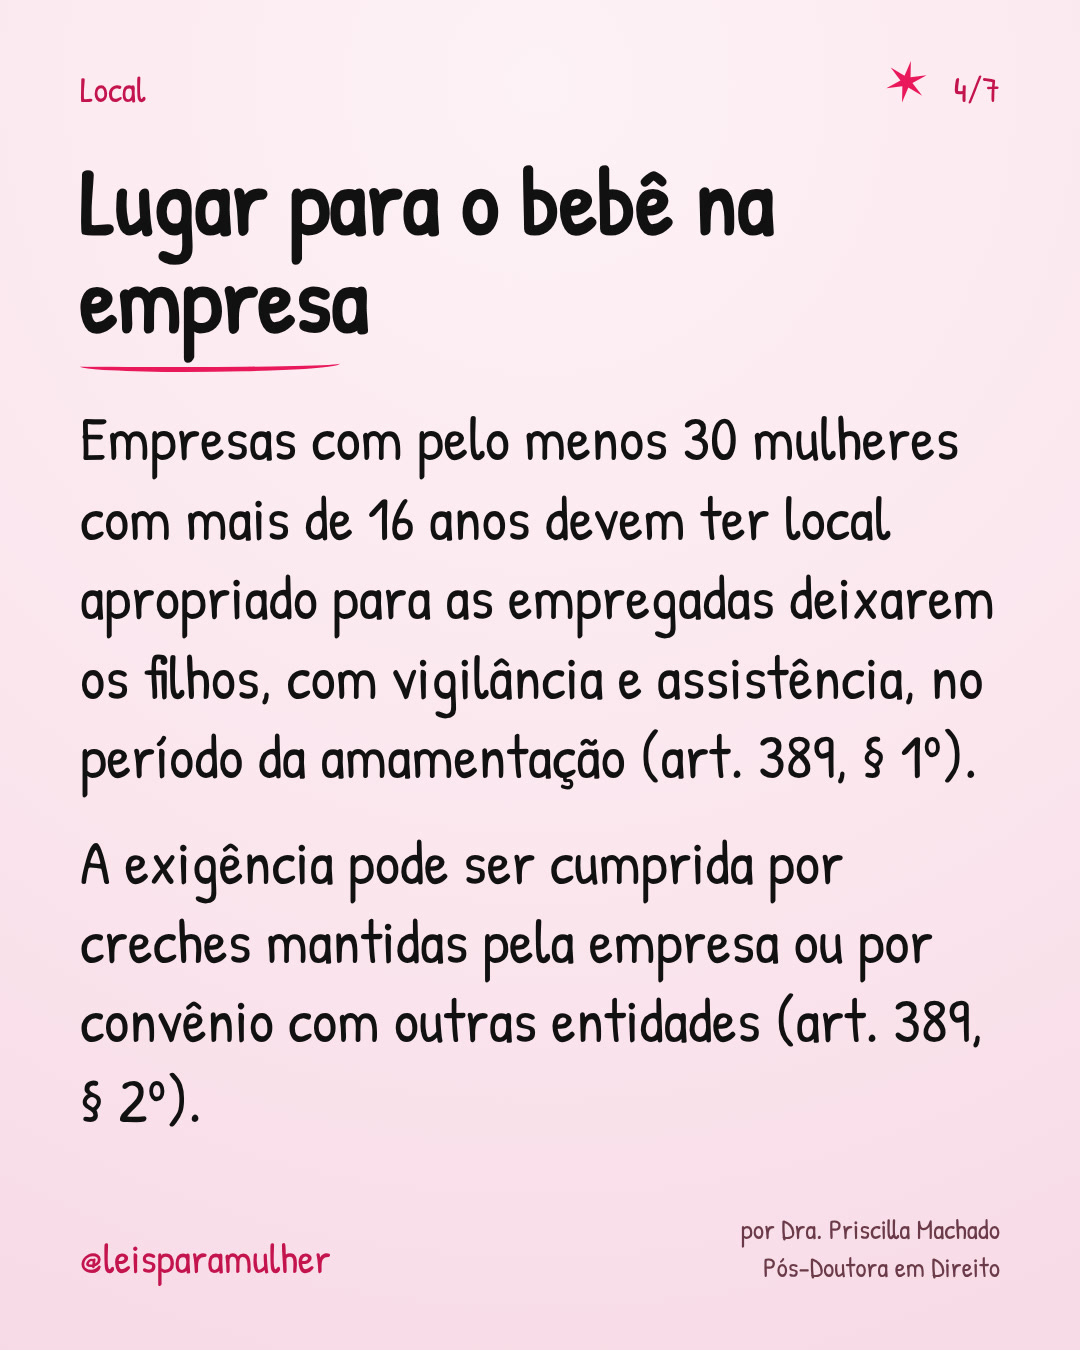 Local
4/7
Lugar para o bebê na
empresa
Empresas com pelo menos 30 mulheres
com mais de 16 anos devem ter local
apropriado para as empregadas deixarem
os filhos, com vigilância e assistência, no
período da amamentação (art. 389, § 1º).
A exigência pode ser cumprida por
creches mantidas pela empresa ou por
convênio com outras entidades (art. 389,
§ 2º).
por Dra. Priscilla Machado
@leisparamulher
Pós-Doutora em Direito